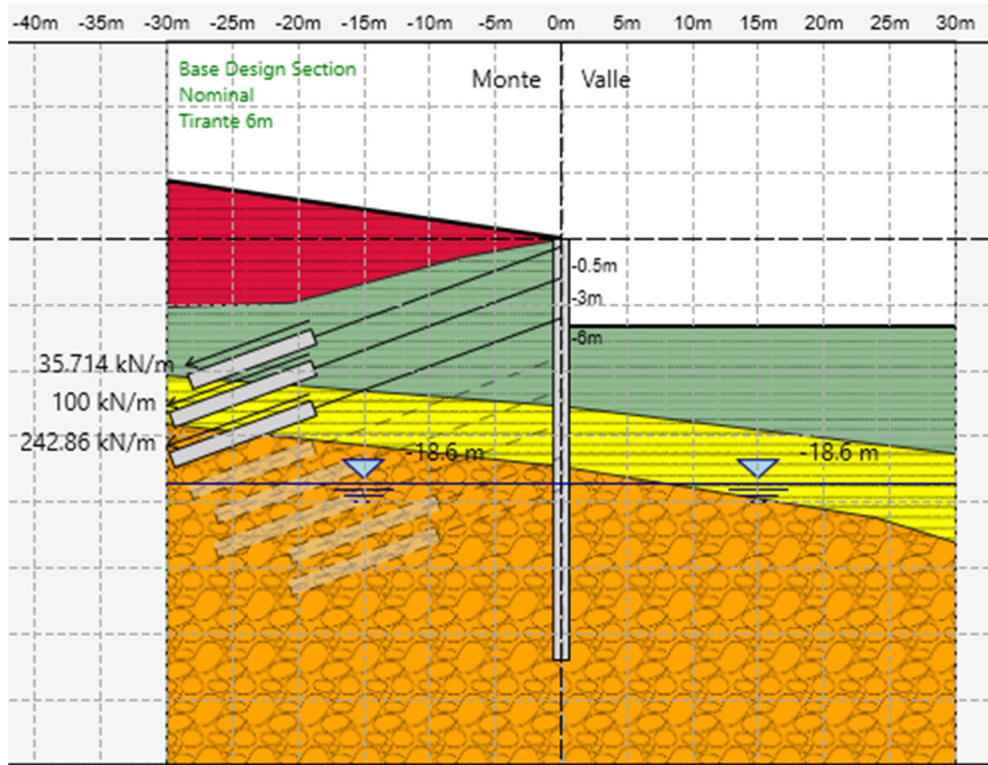 -40m -35m -30m -25m -20m -15m -10m -5m 0m 5m 10m 15m 20m 25m 30m
Base Design Section
Nominal
Tirante 6m
Monte Valle
-0.5m
-3m
-6m
35.714 kN/m
100 kN/m
242.86 kN/m
-18.6 m -18.6 m